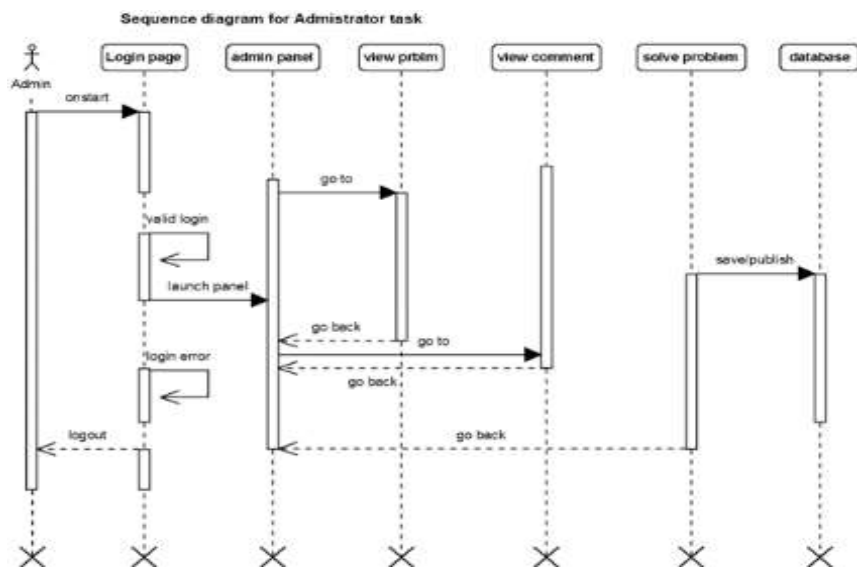 Sequence diagram for Admistrator task
Login page
admin panel
view prblm
view comment
solve problem
database
Admin
onstart
go to
valid login
save/publish
launch panel
go back
go to
login error
go back
logout
go back